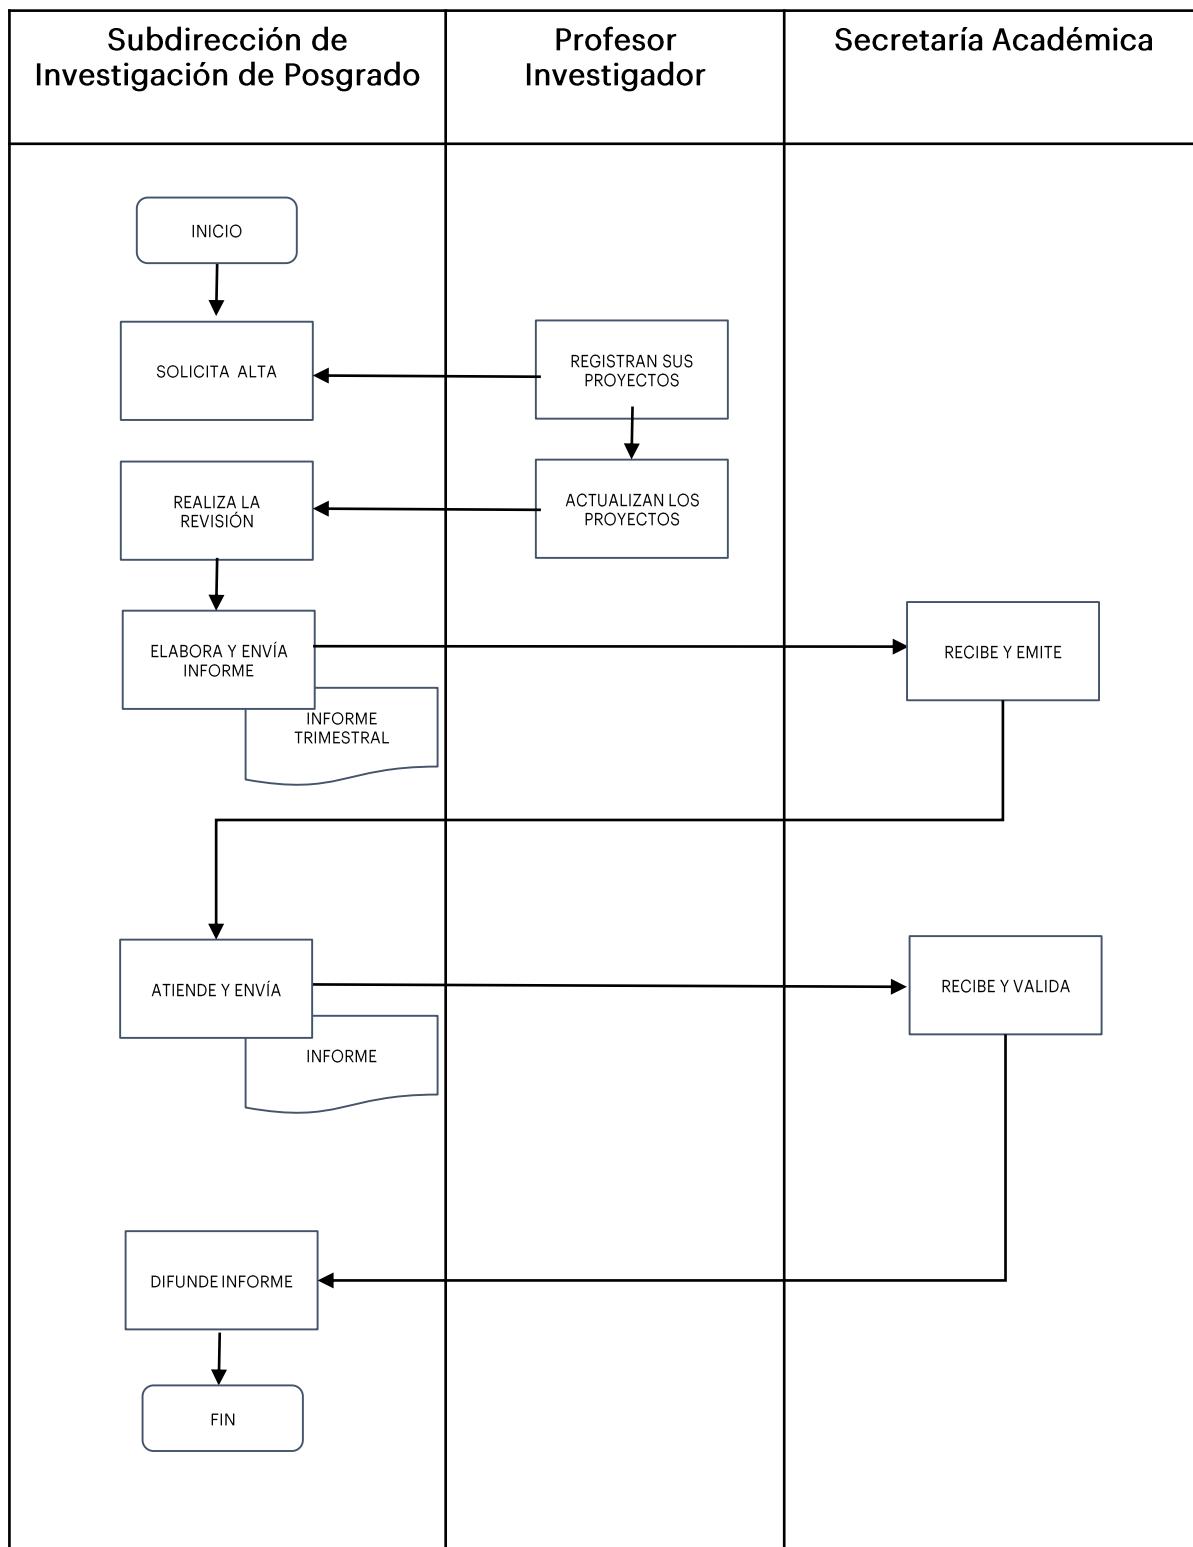 Subdirección de
Investigación de Posgrado
Profesor
Investigador
Secretaría Académica
INICIO
SOLICITA ALTA
REGISTRAN SUS
PROYECTOS
REALIZA LA
REVISIÓN
ACTUALIZAN LOS
PROYECTOS
ELABORA Y ENVÍA
INFORME
RECIBE Y EMITE
INFORME
TRIMESTRAL
ATIENDE Y ENVÍA
RECIBE Y VALIDA
INFORME
DIFUNDE INFORME
FIN